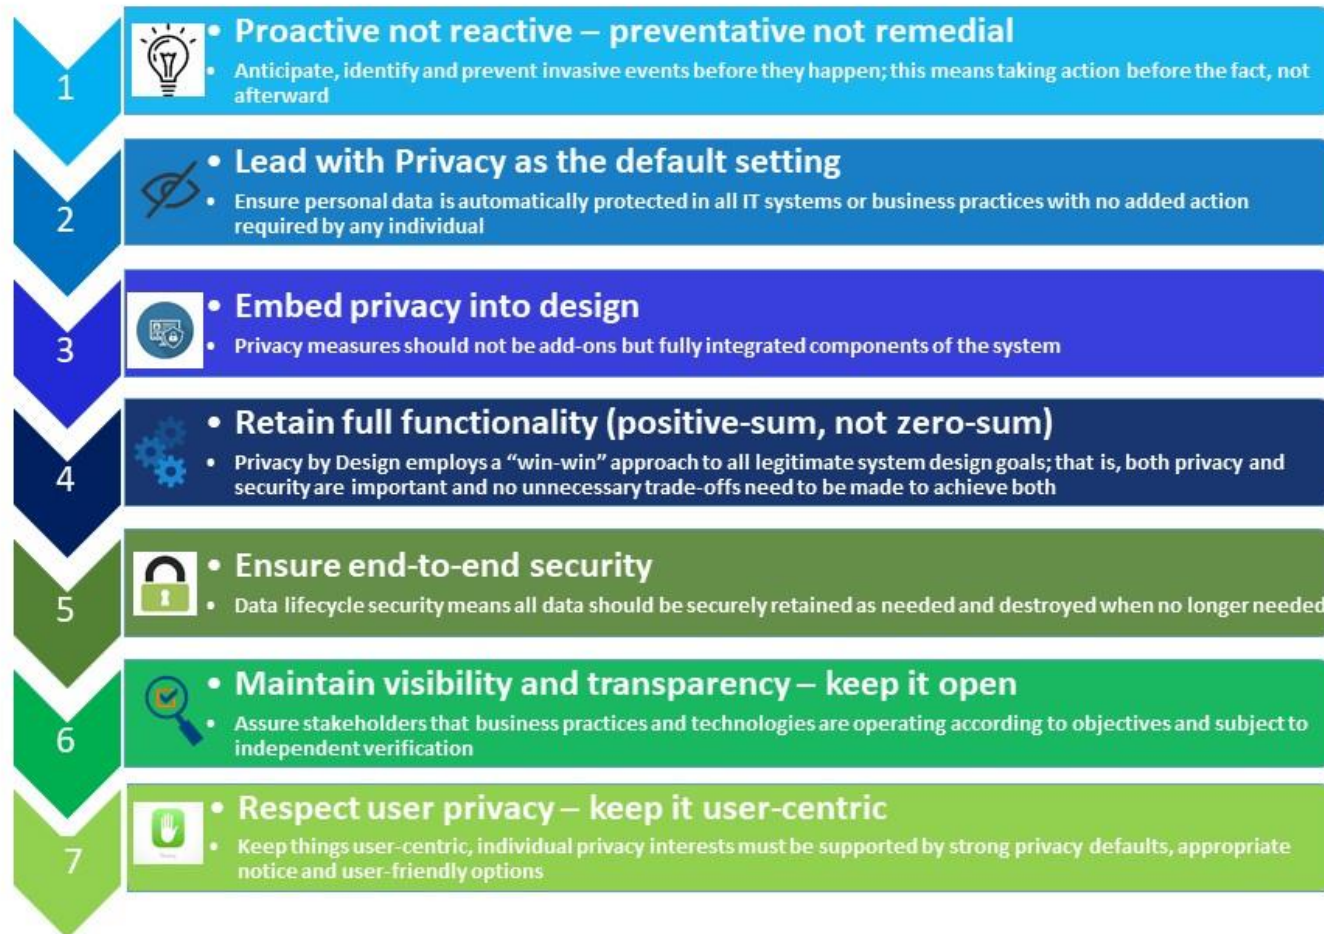 1
• Proactive not reactive – preventative not remedial
• Anticipate, identify and prevent invasive events before they happen; this means taking action before the fact, not
afterward
2
• Lead with Privacy as the default setting
• Ensure personal data is automatically protected in all IT systems or business practices with no added action
required by any individual
3
• Embed privacy into design
• Privacy measures should not be add-ons but fully integrated components of the system
4
• Retain full functionality (positive-sum, not zero-sum)
• Privacy by Design employs a “win-win” approach to all legitimate system design goals; that is, both privacy and
security are important and no unnecessary trade-offs need to be made to achieve both
5
• Ensure end-to-end security
• Data lifecycle security means all data should be securely retained as needed and destroyed when no longer needed
6
• Maintain visibility and transparency – keep it open
• Assure stakeholders that business practices and technologies are operating according to objectives and subject to
independent verification
7
• Respect user privacy – keep it user-centric
• Keep things user-centric, individual privacy interests must be supported by strong privacy defaults, appropriate
notice and user-friendly options